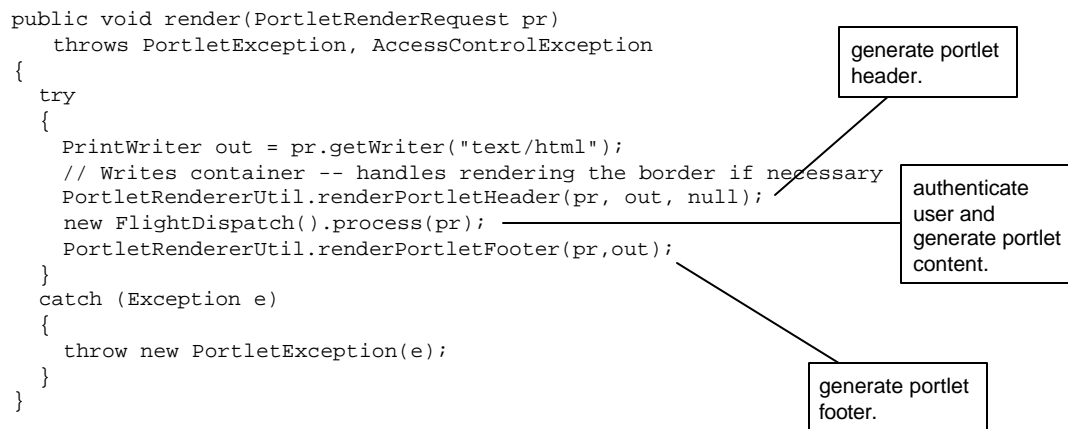 public void render(PortletRenderRequest pr)
throws PortletException, AccessControlException
{
try
{
PrintWriter out = pr.getWriter("text/html");
// Writes container -- handles rendering the border if necessary
PortletRendererUtil.renderPortletHeader(pr, out, null);
new FlightDispatch().process(pr);
PortletRendererUtil.renderPortletFooter(pr,out);
}
catch (Exception e)
{
throw new PortletException(e);
}
}
generate portlet
header.
authenticate
user and
generate portlet
content.
generate portlet
footer.